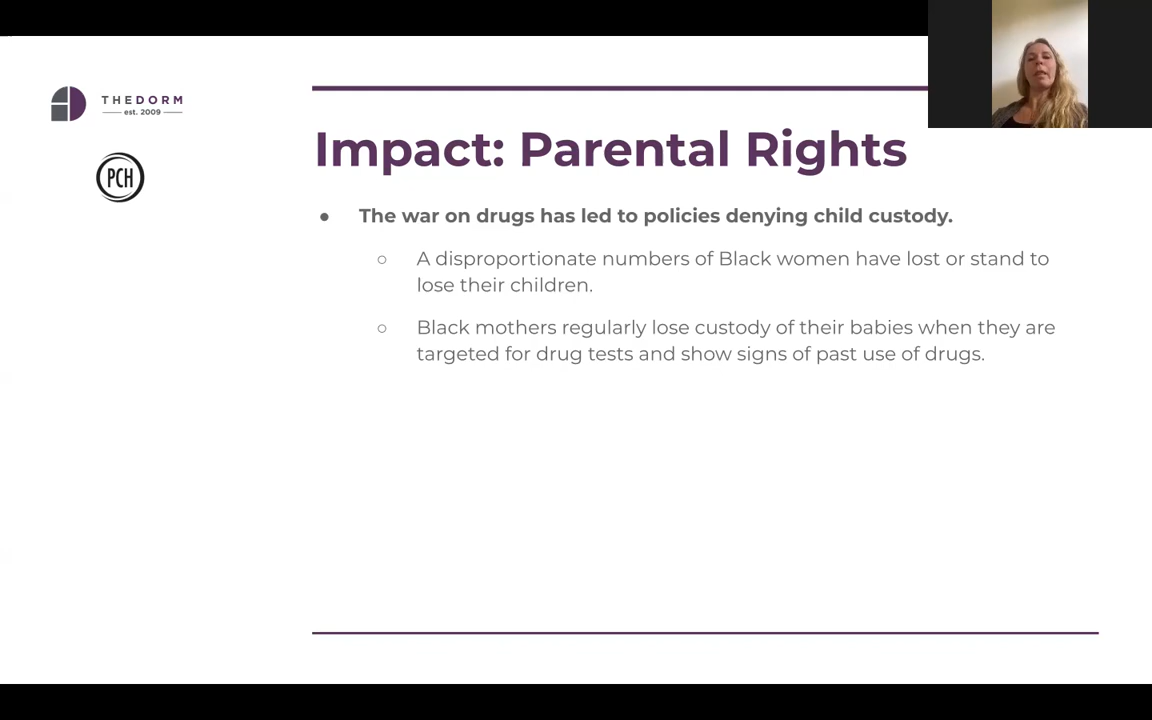 THEDORM
est. 2009
PCH
Impact: Parental Rights
● The war on drugs has led to policies denying child custody.
○ A disproportionate numbers of Black women have lost or stand to
lose their children.
○ Black mothers regularly lose custody of their babies when they are
targeted for drug tests and show signs of past use of drugs.